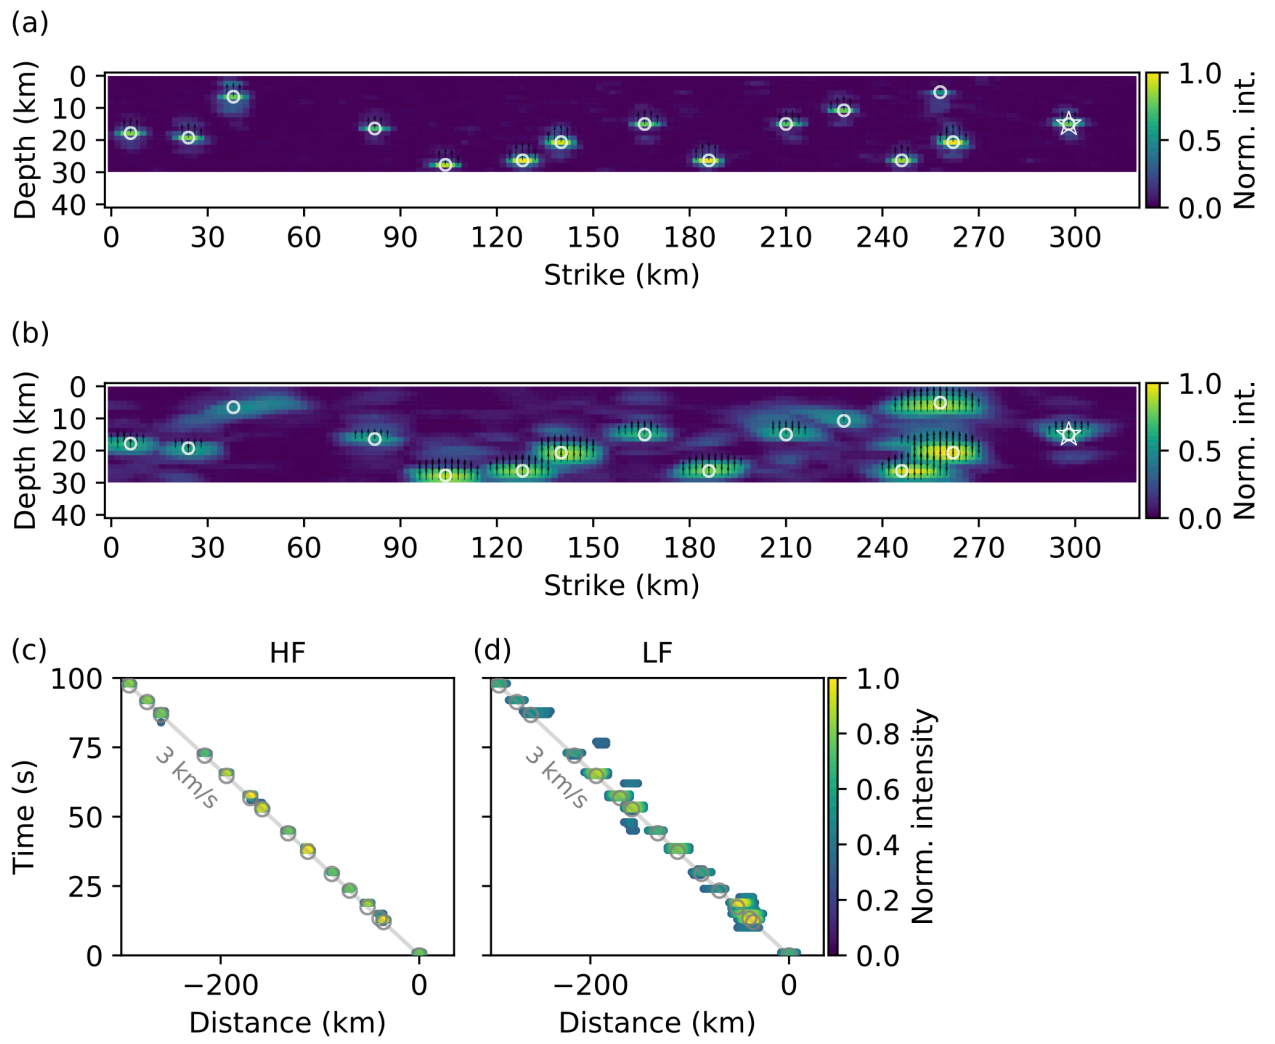 (a)
Depth (km)
0
10
20
30
40
0 30 60 90 120 150 180 210 240 270 300
Strike (km)
1.0
0.5
0.0
Norm. int.
(b)
Depth (km)
0
10
20
30
40
0 30 60 90 120 150 180 210 240 270 300
Strike (km)
1.0
0.5
0.0
Norm. int.
(c) HF
Time (s)
100
75
50
25
0
3 km/s
−200 0
Distance (km)
(d) LF
3 km/s
−200 0
Distance (km)
1.0
0.8
0.6
0.4
0.2
0.0
Norm. intensity